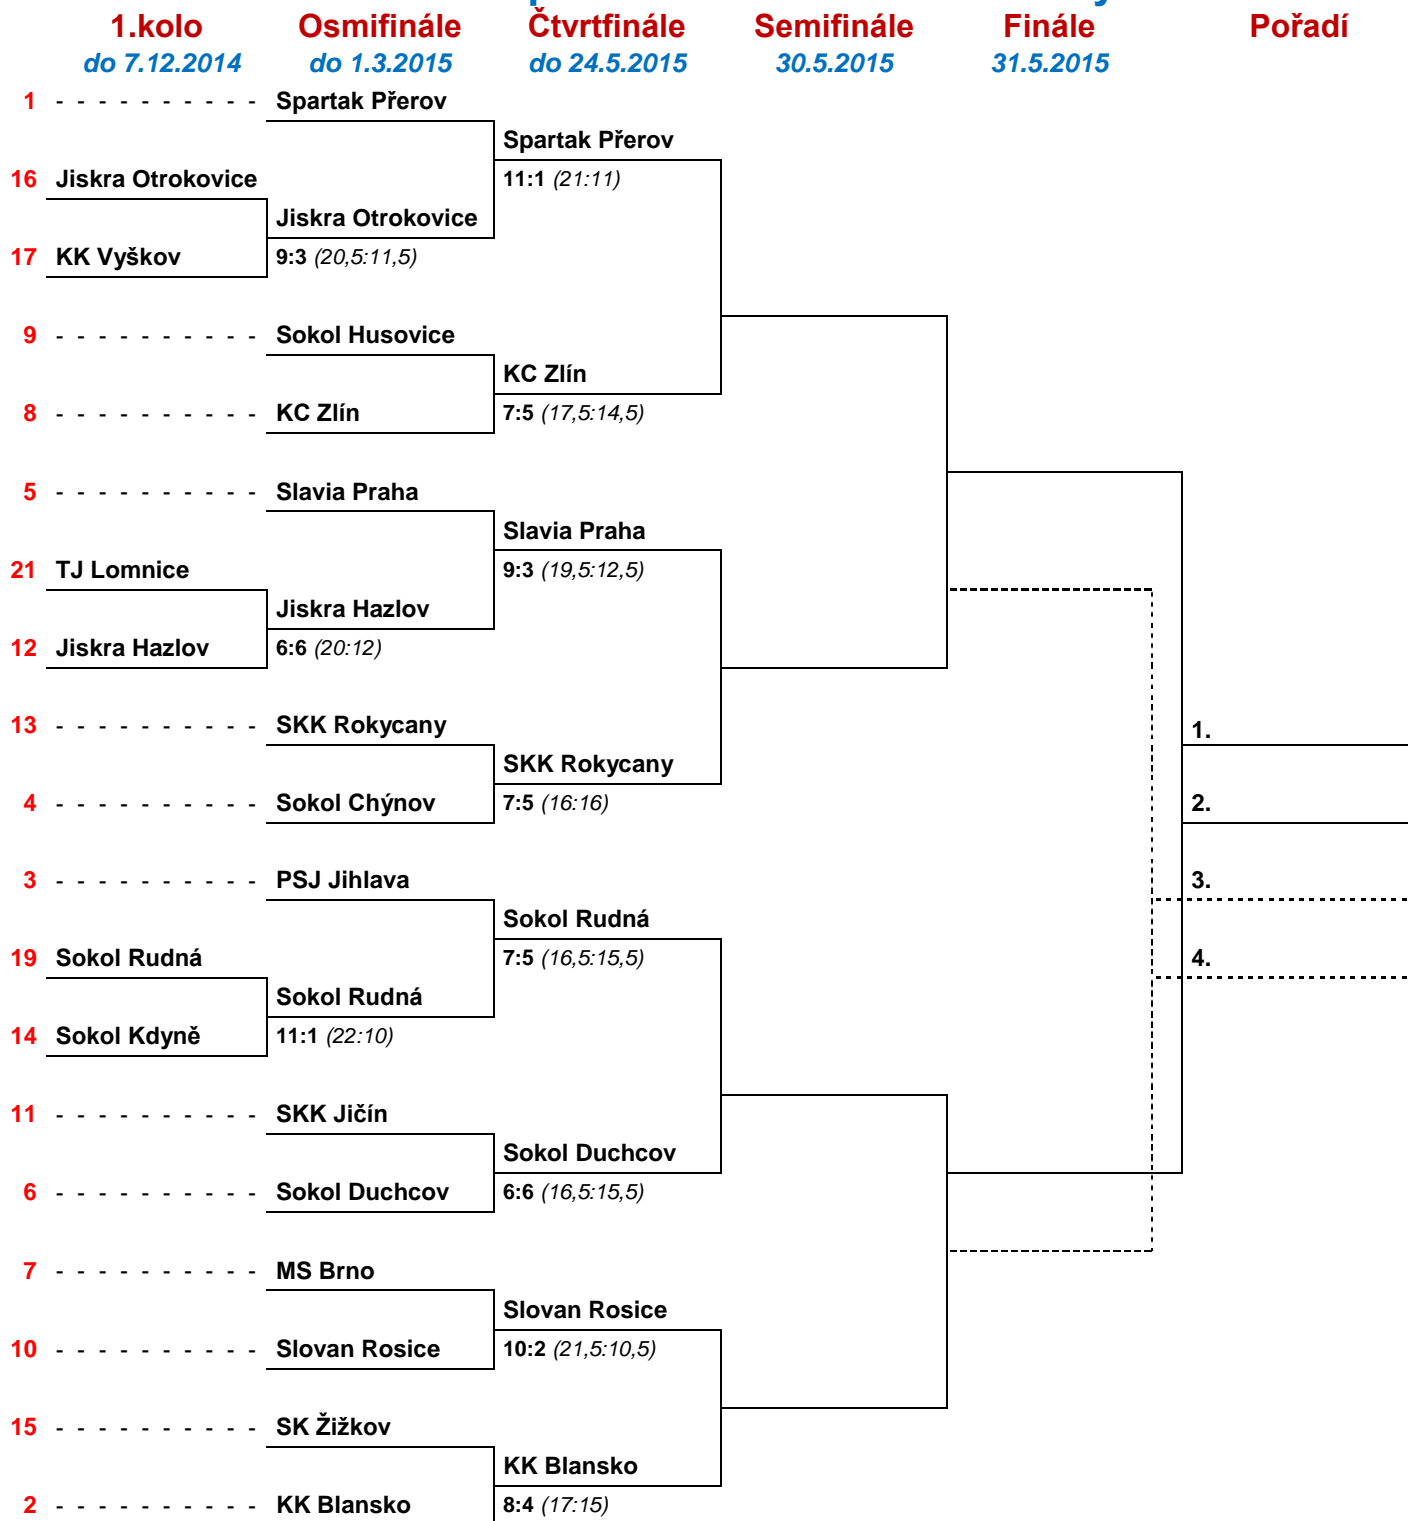 1.kolo Osmifinále Čtvrtfinále Semifinále Finále Pořadí
do 7.12.2014 do 1.3.2015 do 24.5.2015 30.5.2015 31.5.2015
1 - - - - - - - - - - Spartak Přerov
Spartak Přerov
16 Jiskra Otrokovice 11:1 (21:11)
Jiskra Otrokovice
17 KK Vyškov 9:3 (20,5:11,5)
9 - - - - - - - - - - Sokol Husovice
KC Zlín
8 - - - - - - - - - - KC Zlín 7:5 (17,5:14,5)
5 - - - - - - - - - - Slavia Praha
Slavia Praha
21 TJ Lomnice 9:3 (19,5:12,5)
Jiskra Hazlov
12 Jiskra Hazlov 6:6 (20:12)
13 - - - - - - - - - - SKK Rokycany 1.
SKK Rokycany
4 - - - - - - - - - - Sokol Chýnov 7:5 (16:16) 2.
3 - - - - - - - - - - PSJ Jihlava 3.
Sokol Rudná
19 Sokol Rudná 7:5 (16,5:15,5) 4.
Sokol Rudná
14 Sokol Kdyně 11:1 (22:10)
11 - - - - - - - - - - SKK Jičín
Sokol Duchcov
6 - - - - - - - - - - Sokol Duchcov 6:6 (16,5:15,5)
7 - - - - - - - - - - MS Brno
Slovan Rosice
10 - - - - - - - - - - Slovan Rosice 10:2 (21,5:10,5)
15 - - - - - - - - - - SK Žižkov
KK Blansko
2 - - - - - - - - - - KK Blansko 8:4 (17:15)